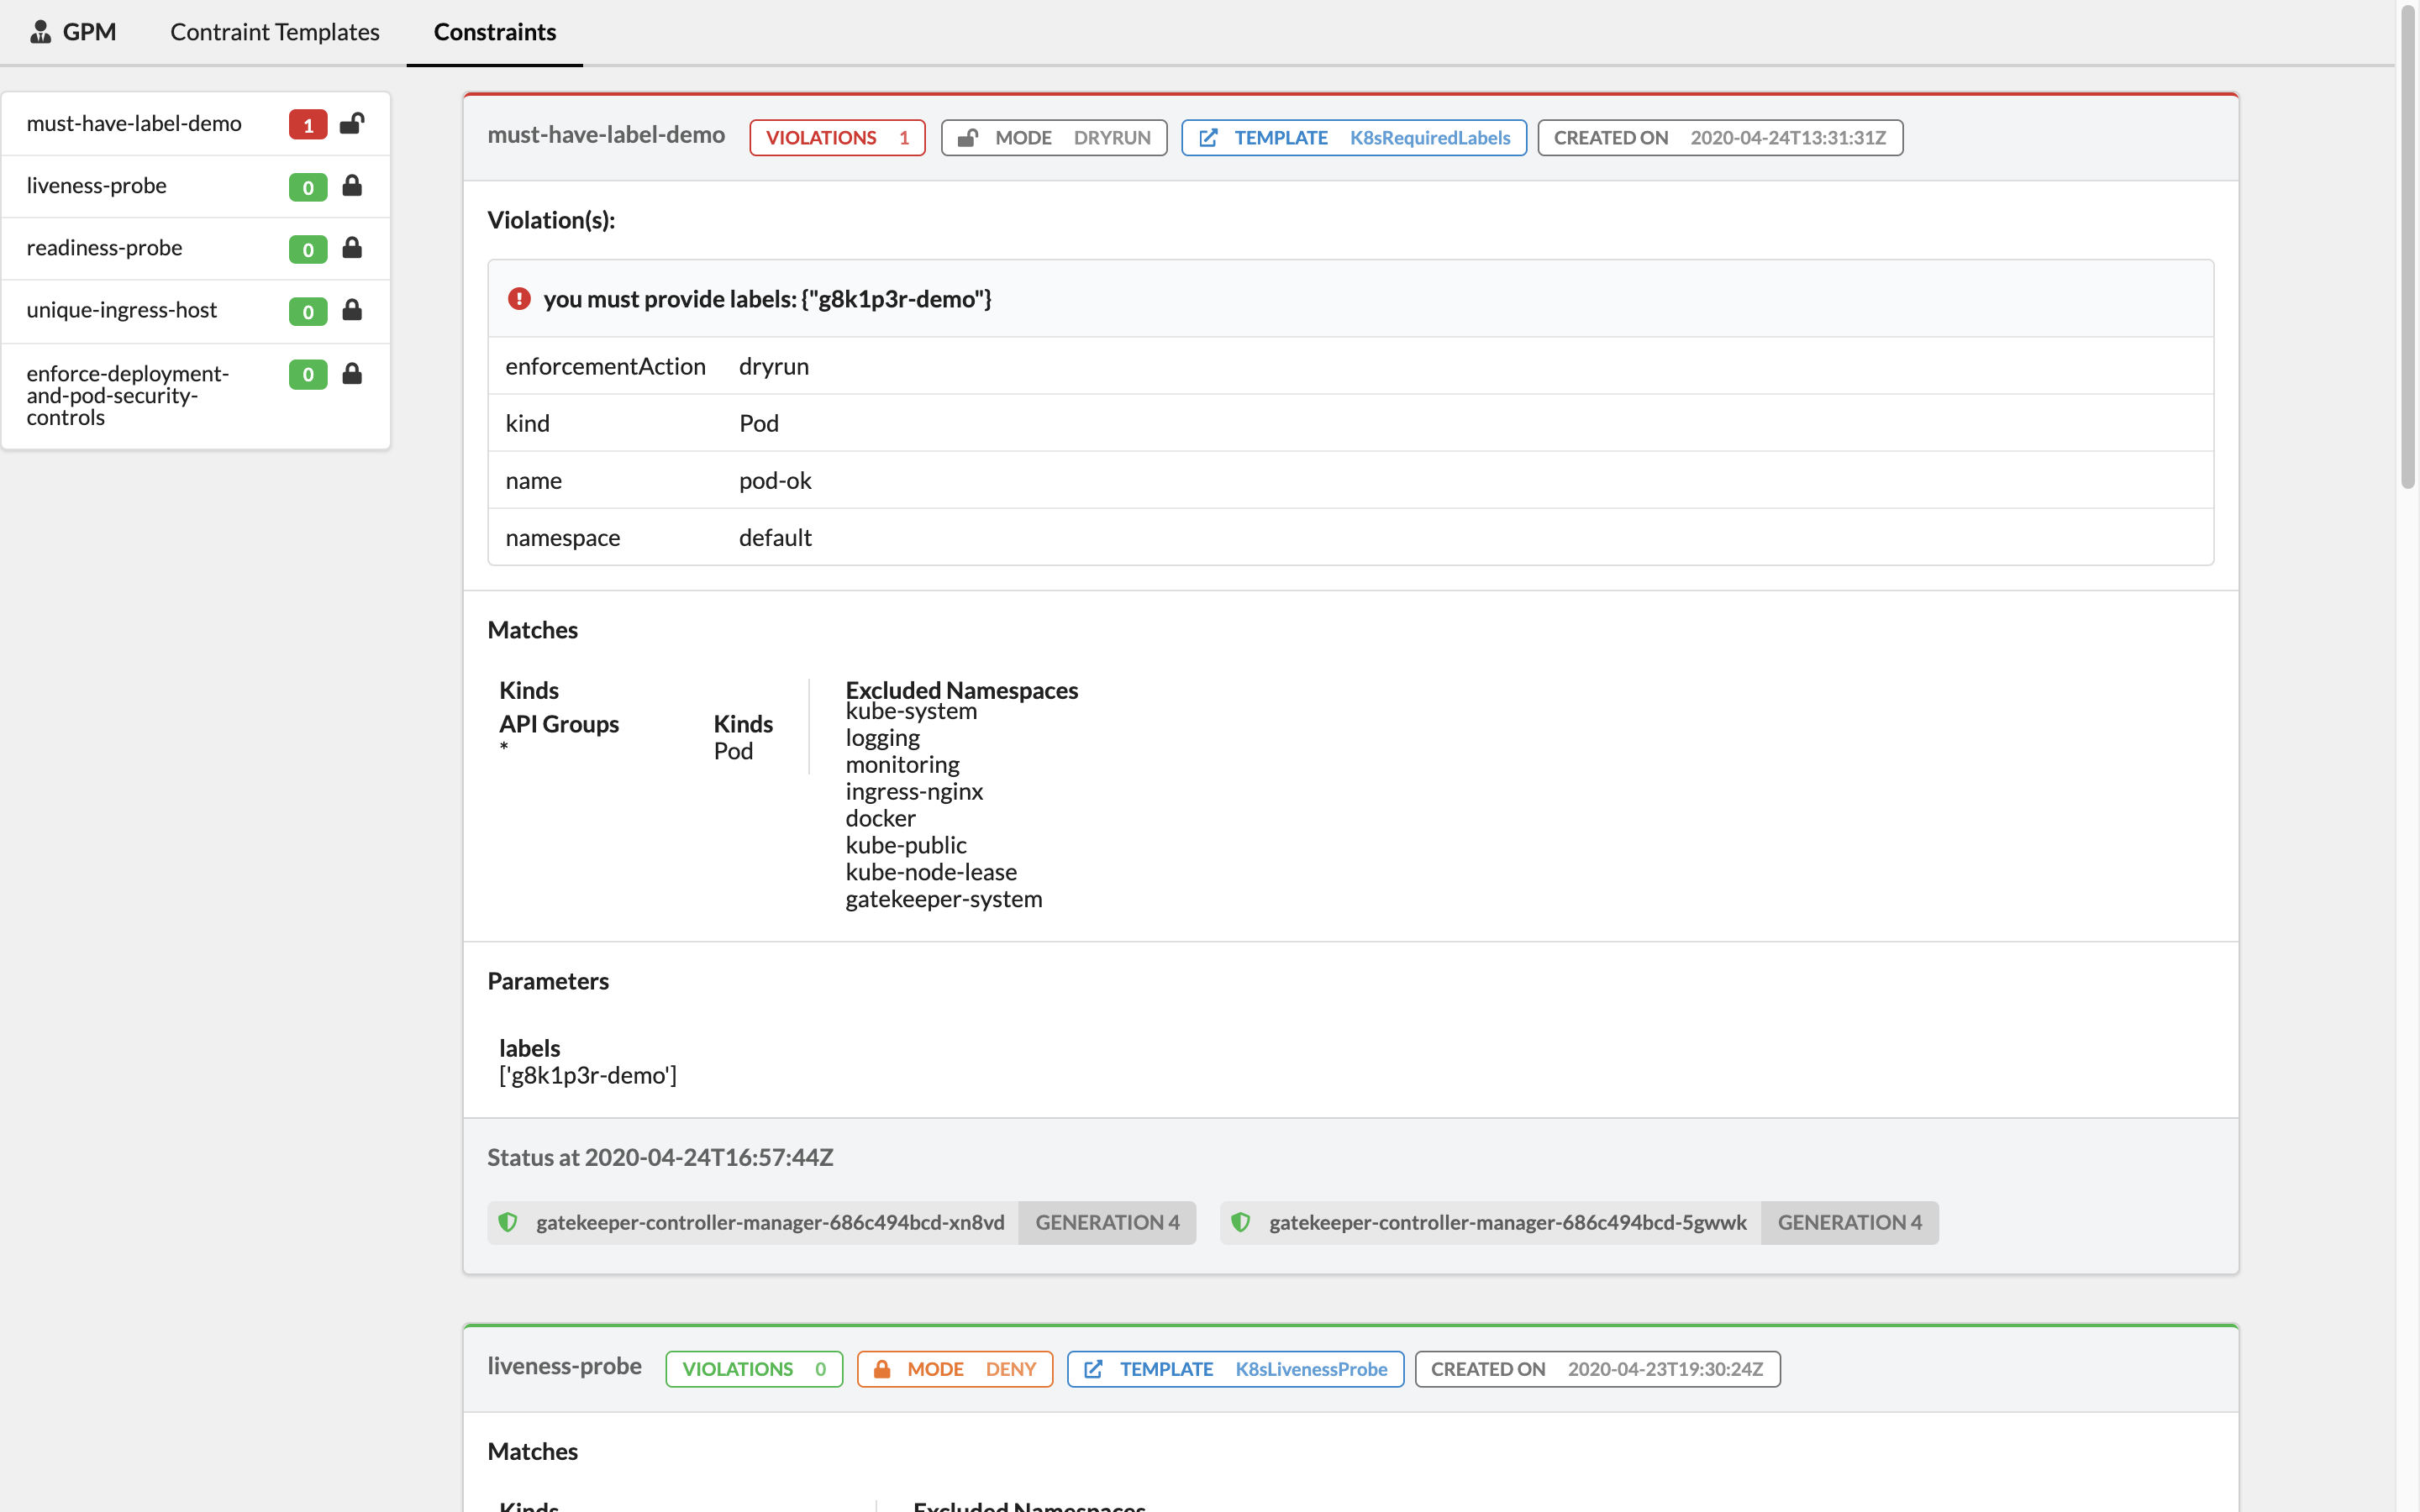 GPM Contraint Templates Constraints
must-have-label-demo 1
liveness-probe 0
readiness-probe 0
unique-ingress-host 0
enforce-deployment- 0
and-pod-security-
controls
must-have-label-demo VIOLATIONS 1 MODE DRYRUN TEMPLATE K8sRequiredLabels CREATED ON 2020-04-24T13:31:31Z
Violation(s):
you must provide labels: {"g8k1p3r-demo"}
enforcementAction dryrun
kind Pod
name pod-ok
namespace default
Matches
Kinds
API Groups Kinds
* Pod
Excluded Namespaces
kube-system
logging
monitoring
ingress-nginx
docker
kube-public
kube-node-lease
gatekeeper-system
Parameters
labels
['g8k1p3r-demo']
Status at 2020-04-24T16:57:44Z
gatekeeper-controller-manager-686c494bcd-xn8vd GENERATION 4 gatekeeper-controller-manager-686c494bcd-5gwwk GENERATION 4
liveness-probe VIOLATIONS 0 MODE DENY TEMPLATE K8sLivenessProbe CREATED ON 2020-04-23T19:30:24Z
Matches
Kinds Excluded Namespaces